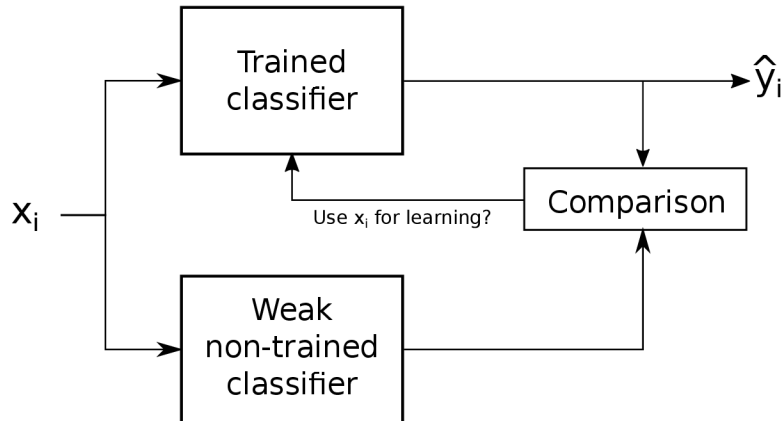 Trained
classifier
ŷᵢ
Comparison
Use xᵢ for learning?
xᵢ
Weak
non-trained
classifier